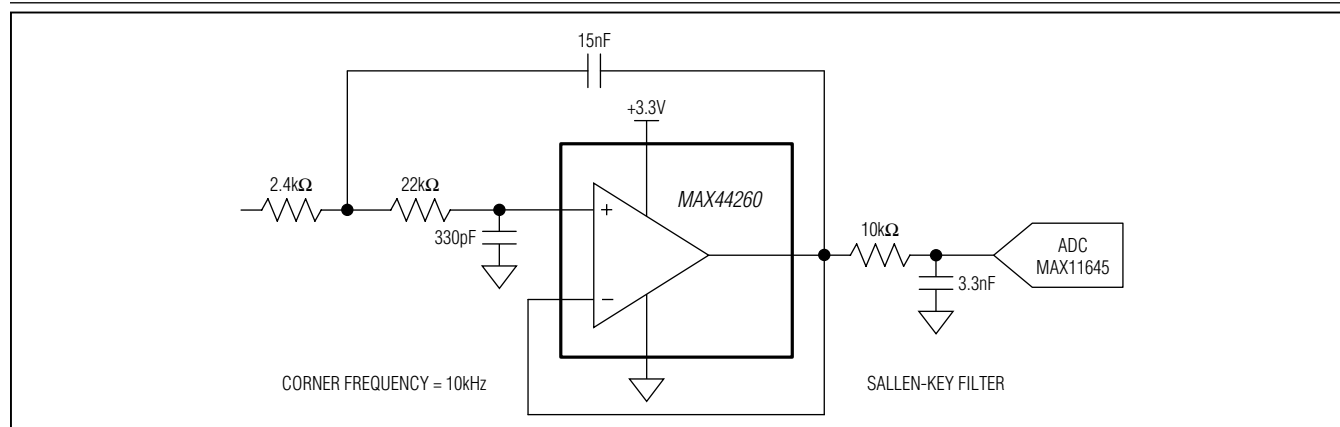 15nF
+3.3V
2.4kΩ
22kΩ
MAX44260
+
330pF
10kΩ
ADC
MAX11645
3.3nF
−
CORNER FREQUENCY = 10kHz
SALLEN-KEY FILTER